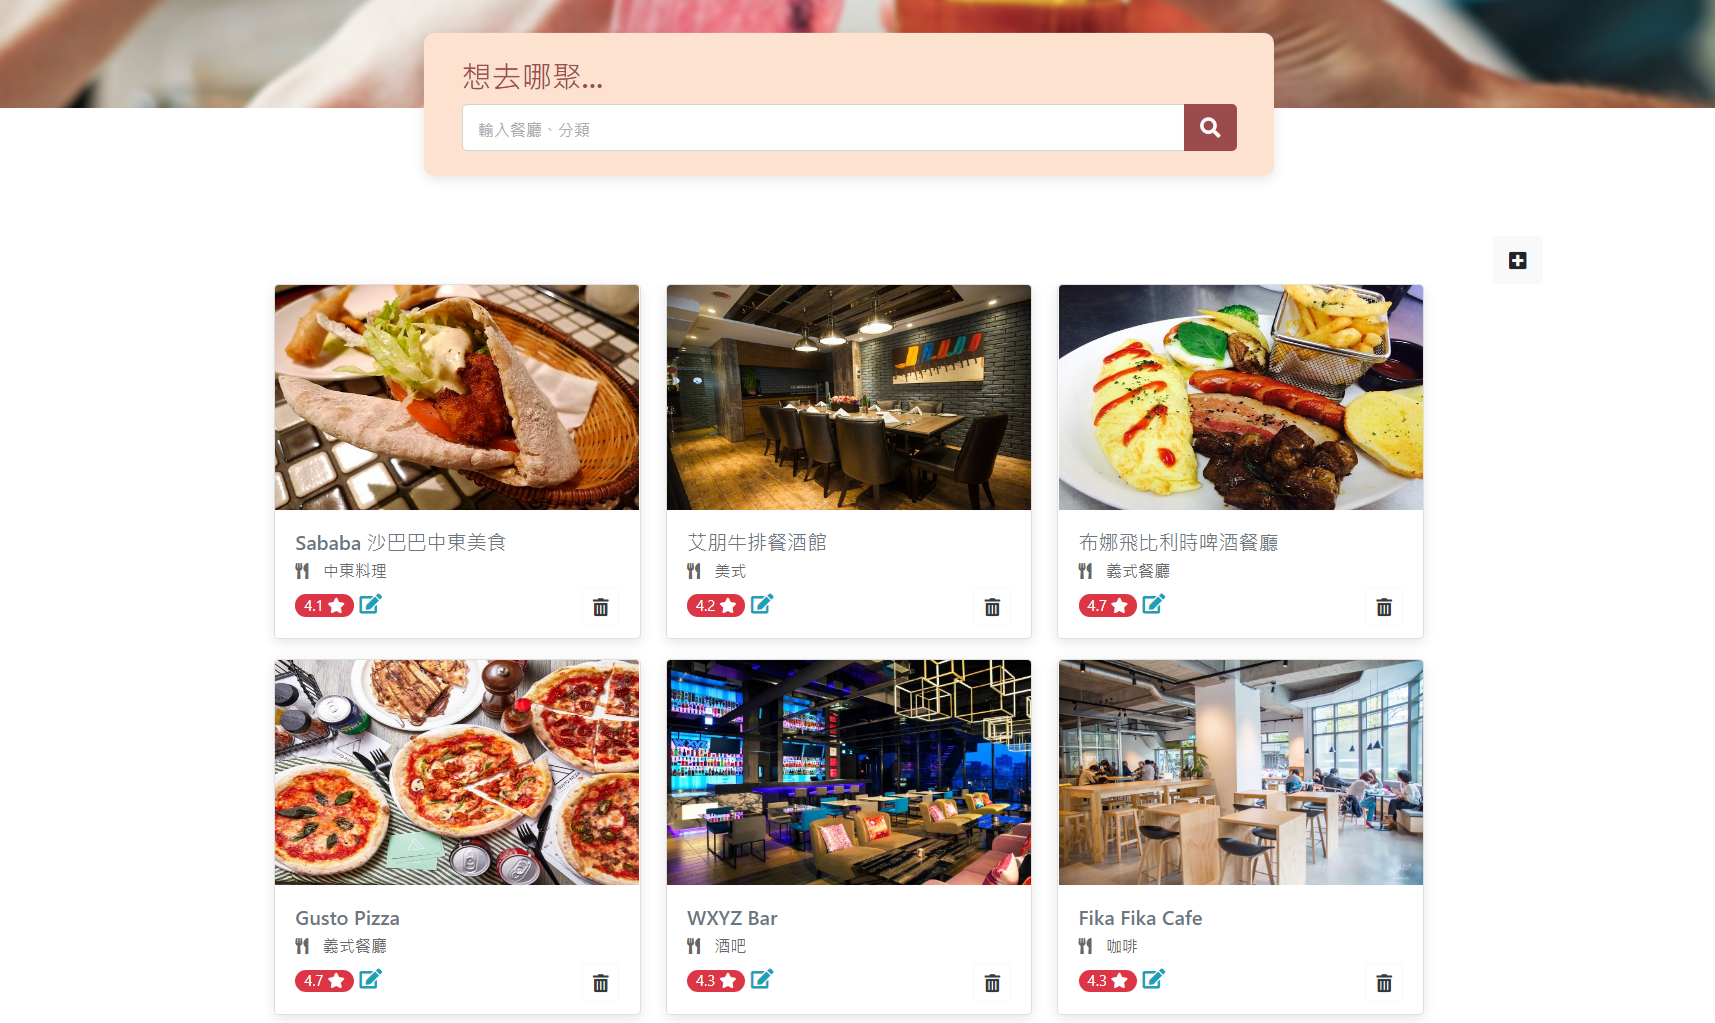 想去哪聚...
輸入餐廳、分類
Sababa 沙巴巴中東美食
中東料理
4.1
艾朋牛排餐酒館
美式
4.2
布娜飛比利時啤酒餐廳
義式餐廳
4.7
WXYZ
Gusto Pizza
義式餐廳
4.7
WXYZ Bar
酒吧
4.3
Fika Fika Cafe
咖啡
4.3